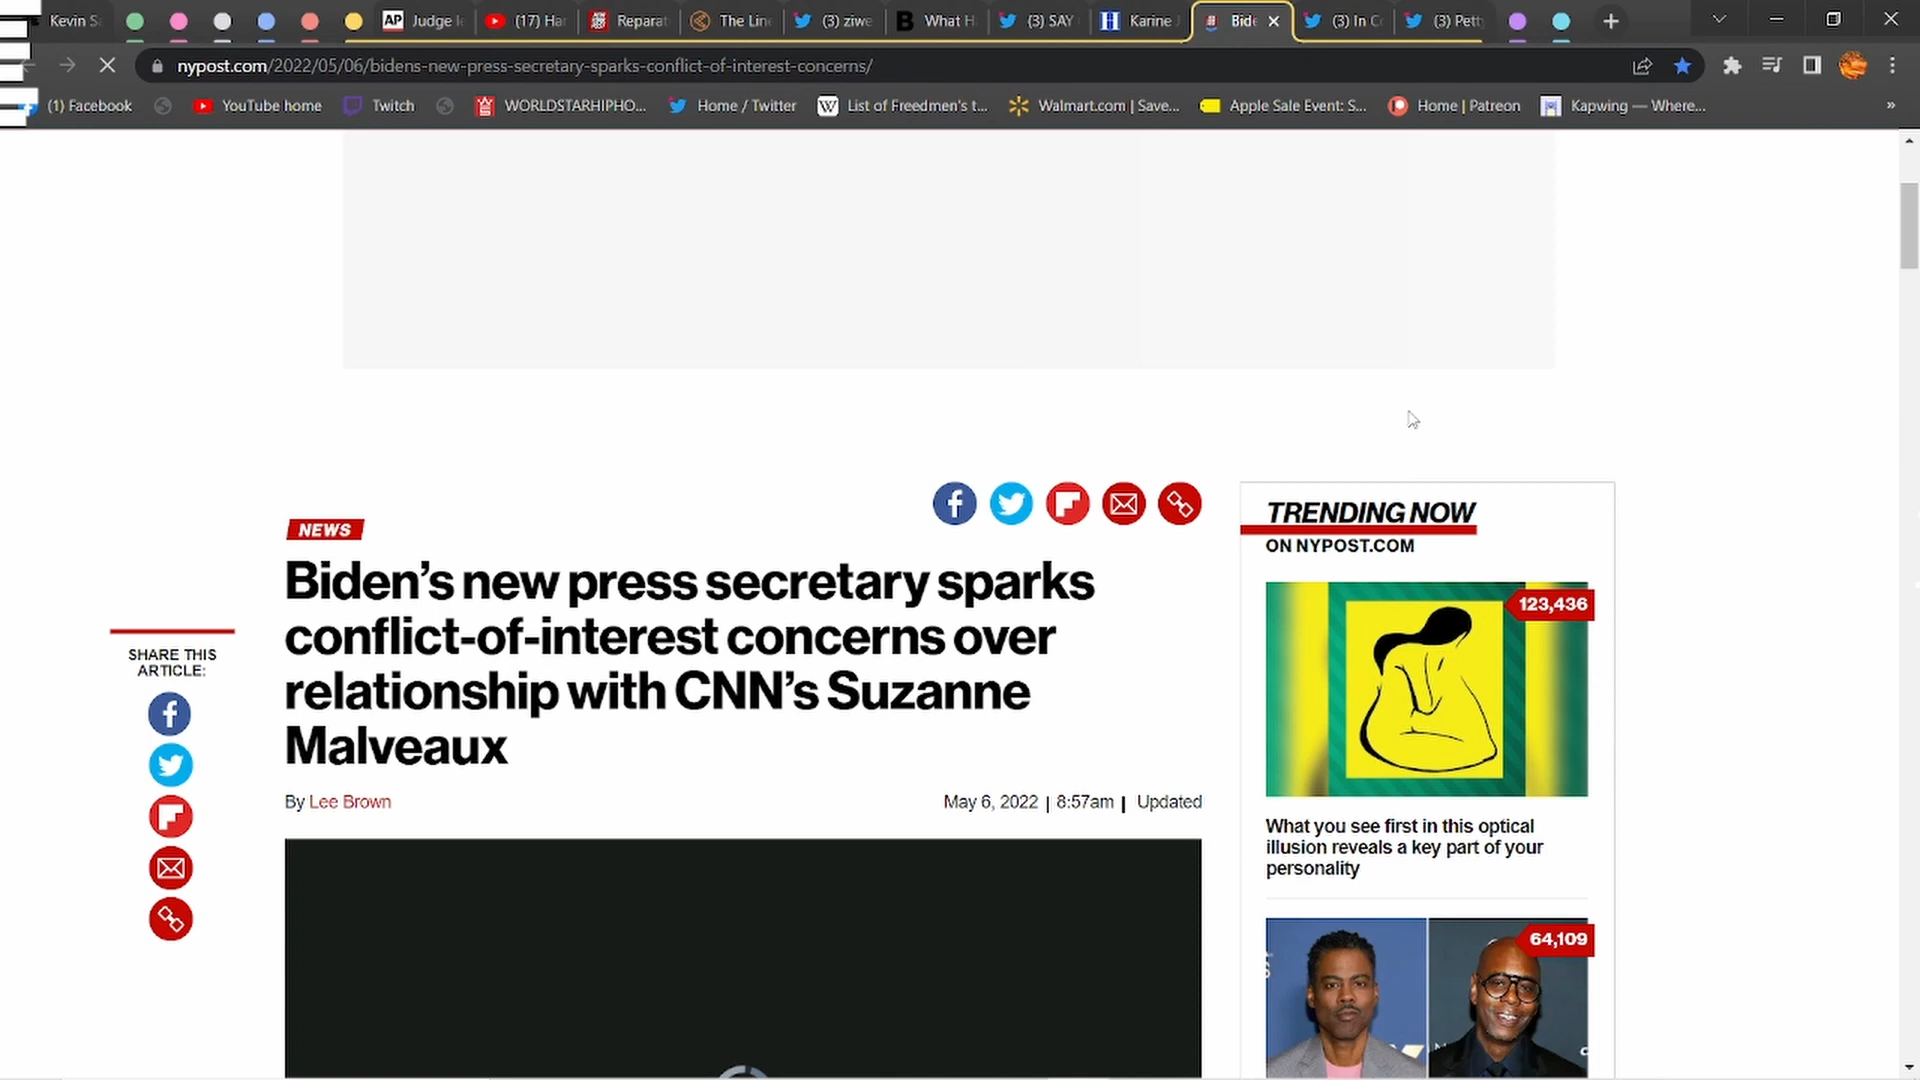 Kevin S
AP Judge l
(17) Ha
Reparat
The Line
(3) ziwe
B What H
(3) SAY
H Karine J
Bide
(3) In C
(3) Petty
nypost.com/2022/05/06/bidens-new-press-secretary-sparks-conflict-of-interest-concerns/
(1) Facebook
YouTube home
Twitch
WORLDSTARHIPHO...
Home / Twitter
W List of Freedmen's t...
Walmart.com | Save...
Apple Sale Event: S...
Home | Patreon
Kapwing — Where...
»
NEWS
Biden's new press secretary sparks
conflict-of-interest concerns over
relationship with CNN's Suzanne
Malveaux
By Lee Brown
May 6, 2022 | 8:57am | Updated
SHARE THIS
ARTICLE:
TRENDING NOW
ON NYPOST.COM
123,436
What you see first in this optical
illusion reveals a key part of your
personality
64,109